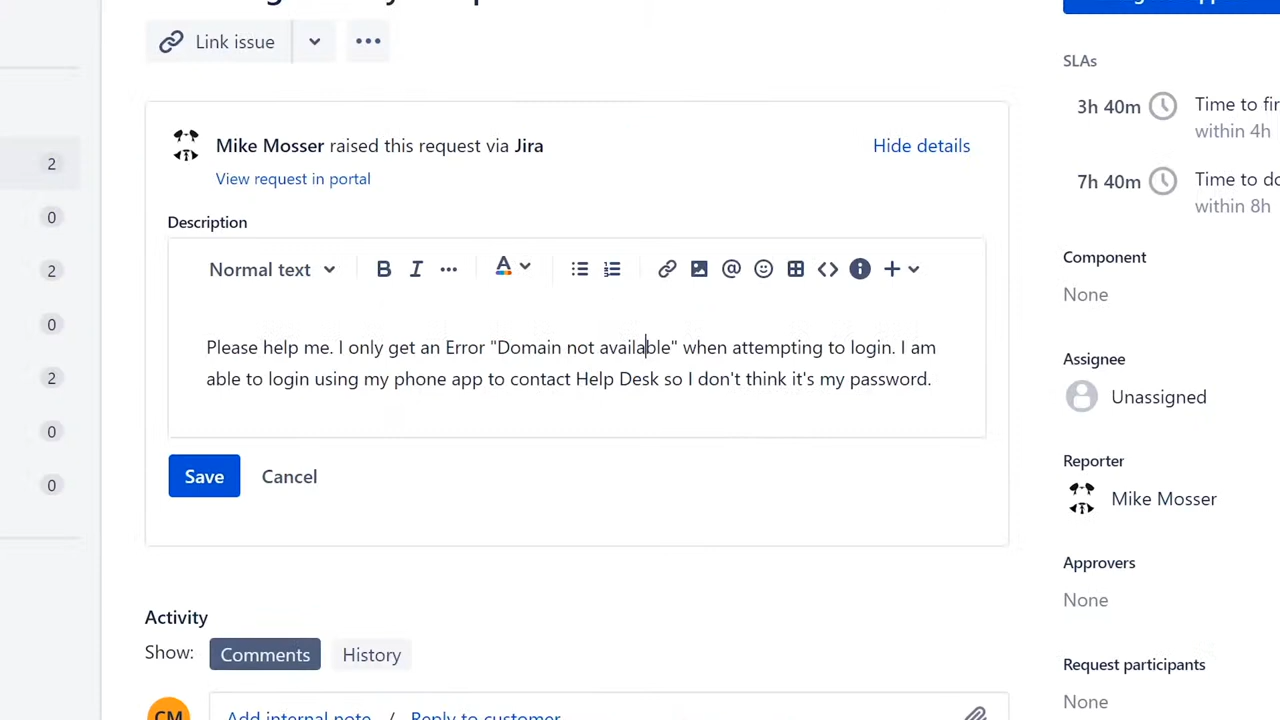 Link issue
Mike Mosser raised this request via Jira
Hide details
View request in portal
Description
Normal text
Please help me. I only get an Error "Domain not available" when attempting to login. I am
able to login using my phone app to contact Help Desk so I don't think it's my password.
Save
Cancel
Activity
Show:
Comments
History
CM
Add internal note / Reply to customer
2
0
2
0
2
0
0
SLAs
3h 40m
Time to
within 4h
7h 40m
Time to
within 8h
Component
None
Assignee
Unassigned
Reporter
Mike Mosser
Approvers
None
Request participants
None